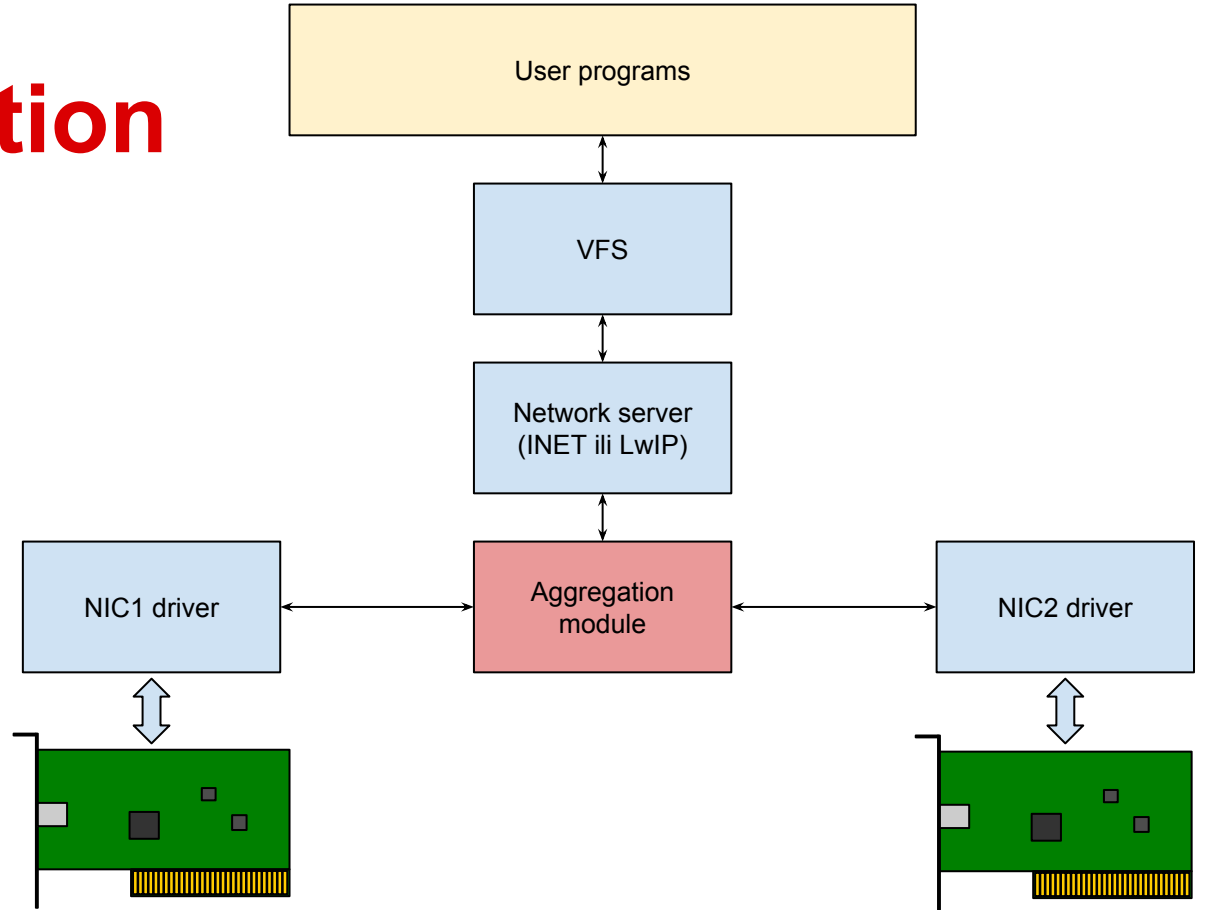 tion
User programs
VFS
Network server
(INET ili LwIP)
NIC1 driver
Aggregation
module
NIC2 driver